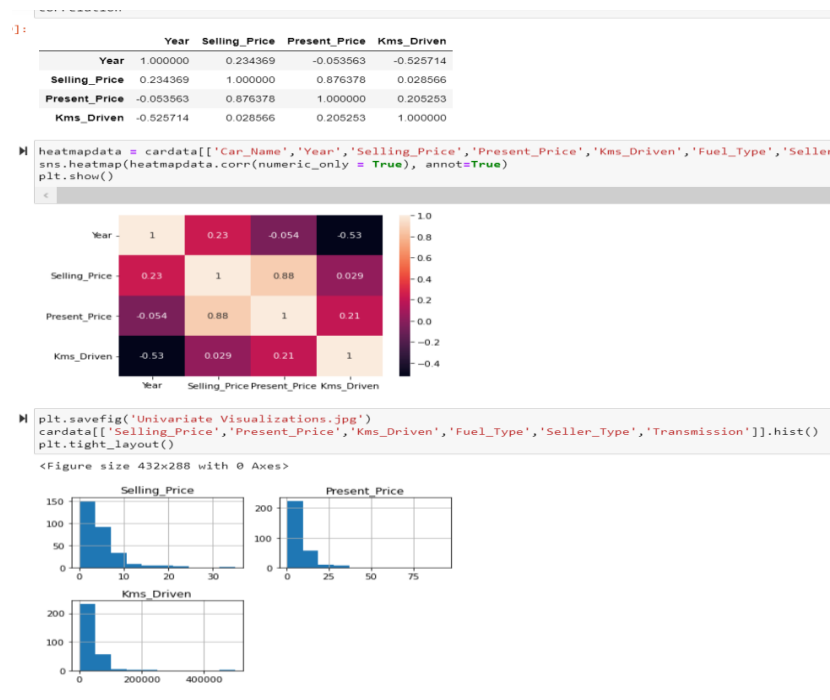 ]:
Year Selling_Price Present_Price Kms_Driven
Year 1.000000 0.234369 -0.053563 -0.525714
Selling_Price 0.234369 1.000000 0.876378 0.028566
Present_Price -0.053563 0.876378 1.000000 0.205253
Kms_Driven -0.525714 0.028566 0.205253 1.000000
heatmapdata = cardata[['Car_Name','Year','Selling_Price','Present_Price','Kms_Driven','Fuel_Type','Seller
sns.heatmap(heatmapdata.corr(numeric_only = True), annot=True)
plt.show()
<
1.0
Year 1 0.23 -0.054 -0.53
0.8
0.6
Selling_Price 0.23 1 0.88 0.029
0.4
0.2
Present_Price -0.054 0.88 1 0.21
0.0
-0.2
Kms_Driven -0.53 0.029 0.21 1
-0.4
Year Selling_Price Present_Price Kms_Driven
plt.savefig('Univariate Visualizations.jpg')
cardata[['Selling_Price','Present_Price','Kms_Driven','Fuel_Type','Seller_Type','Transmission']].hist()
plt.tight_layout()
<Figure size 432x288 with 0 Axes>
Selling_Price
150
100
50
0
0 10 20 30
Present_Price
200
100
0
0 25 50 75
Kms_Driven
200
100
0
0 200000 400000